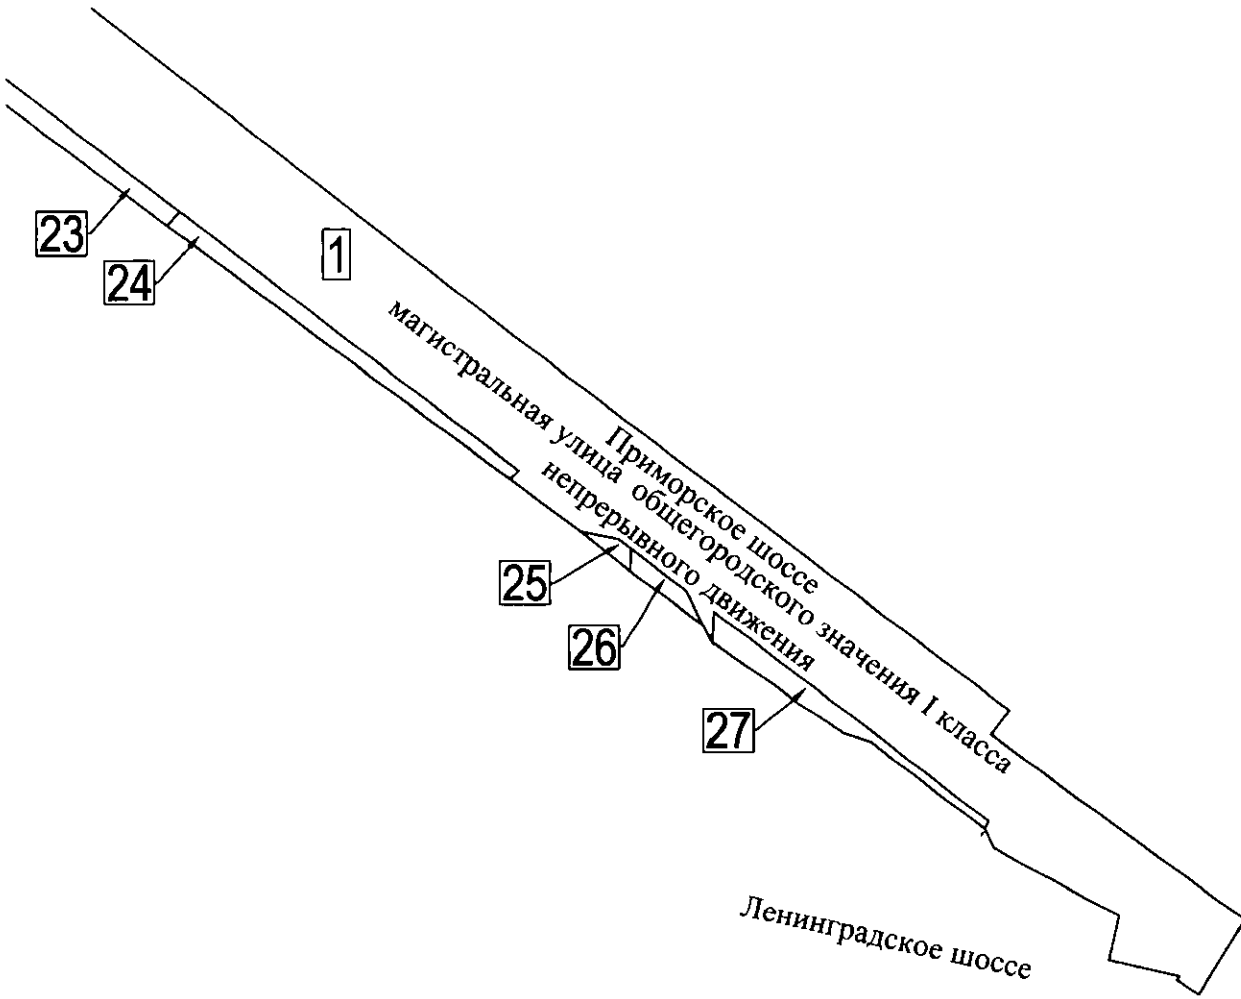 1
23
24
Приморское шоссе
магистральная улица общегородского значения I класса
непрерывного движения
25
26
27
Ленинградское шоссе